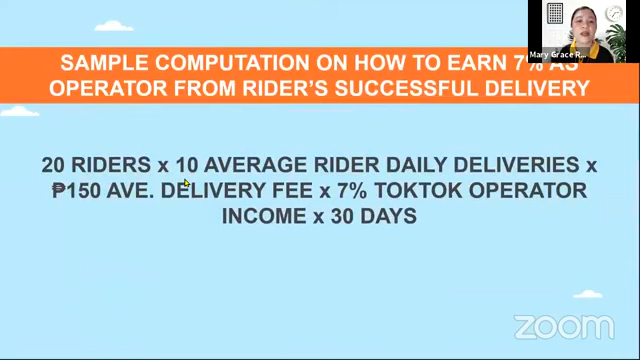 Mary Grace R...
SAMPLE COMPUTATION ON HOW TO EARN 7% AS
OPERATOR FROM RIDER'S SUCCESSFUL DELIVERY
20 RIDERS x 10 AVERAGE RIDER DAILY DELIVERIES x
₱150 AVE. DELIVERY FEE x 7% TOKTOK OPERATOR
INCOME x 30 DAYS
zoom